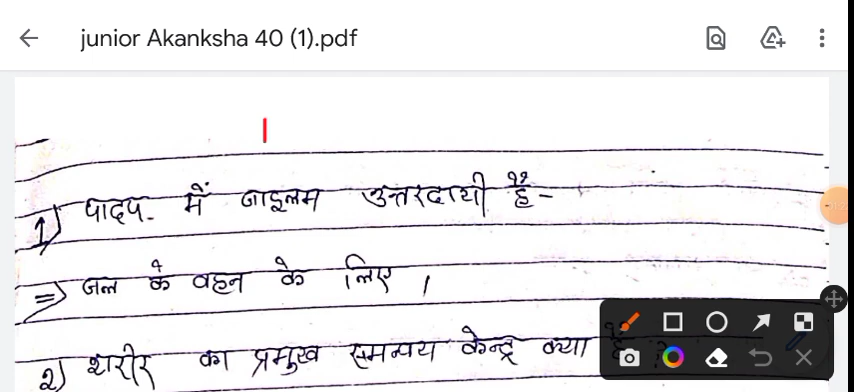 junior Akanksha 40 (1).pdf
1) पादप में जाइलम उत्तरदायी है-
=> जल के वहन के लिए ।
2) शरीर का प्रमुख समन्वय केन्द्र क्या है ?